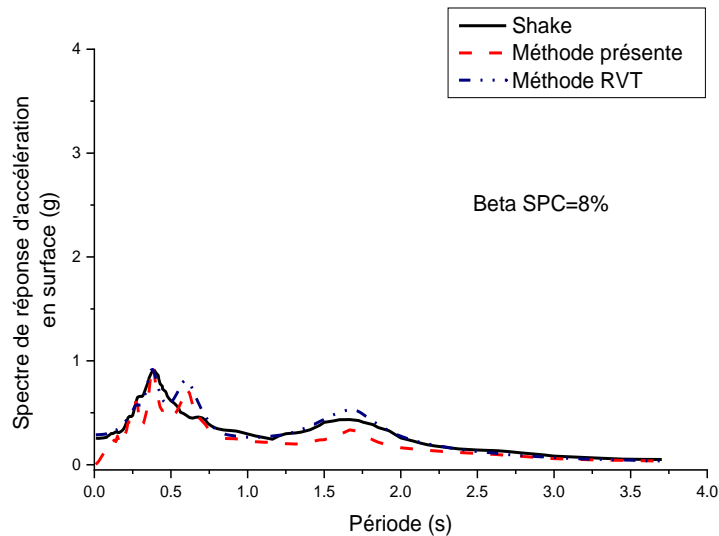 Shake
Méthode présente
Méthode RVT
Beta SPC=8%
Spectre de réponse d'accélération
en surface (g)
4
3
2
1
0
0.0 0.5 1.0 1.5 2.0 2.5 3.0 3.5 4.0
Période (s)